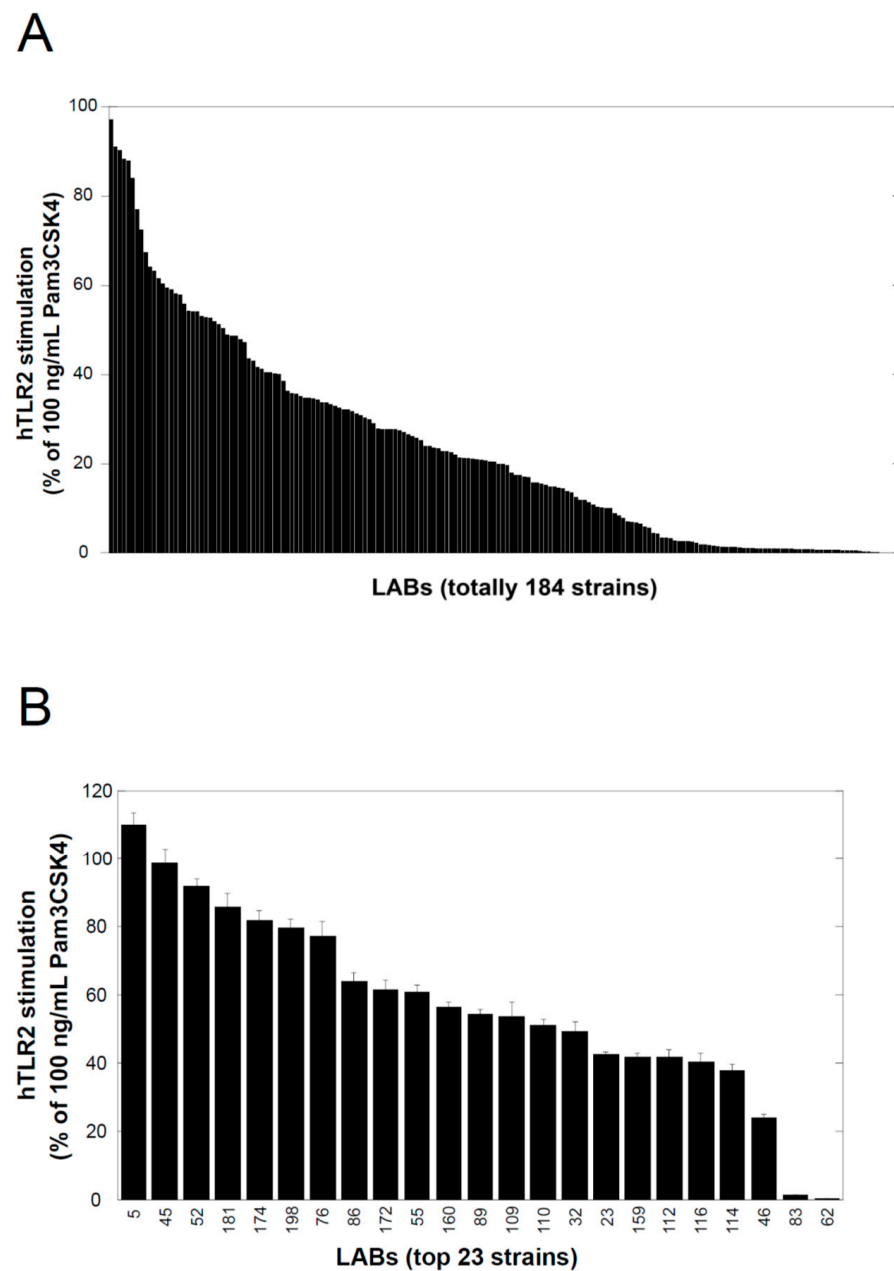 A
100
80
60
40
20
0
hTLR2 stimulation
(% of 100 ng/mL Pam3CSK4)
LABs (totally 184 strains)
B
120
100
80
60
40
20
0
hTLR2 stimulation
(% of 100 ng/mL Pam3CSK4)
5 45 52 181 174 198 76 86 172 55 160 89 109 110 32 23 159 112 116 114 46 83 62
LABs (top 23 strains)